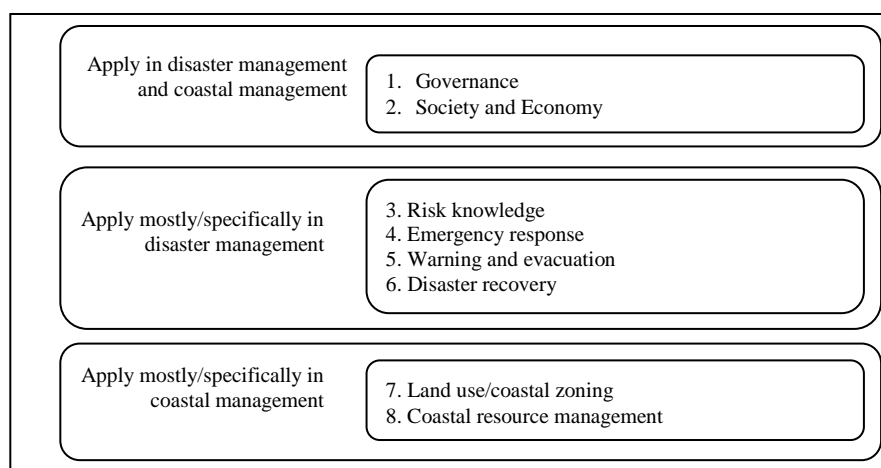 Apply in disaster management
and coastal management
1. Governance
2. Society and Economy
Apply mostly/specifically in
disaster management
3. Risk knowledge
4. Emergency response
5. Warning and evacuation
6. Disaster recovery
Apply mostly/specifically in
coastal management
7. Land use/coastal zoning
8. Coastal resource management